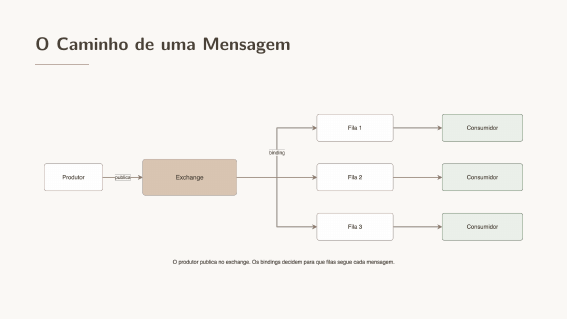 O Caminho de uma Mensagem
Fila 1
Consumidor
binding
Produtor
publica
Exchange
Fila 2
Consumidor
Fila 3
Consumidor
O produtor publica no exchange. Os bindings decidem para que filas segue cada mensagem.